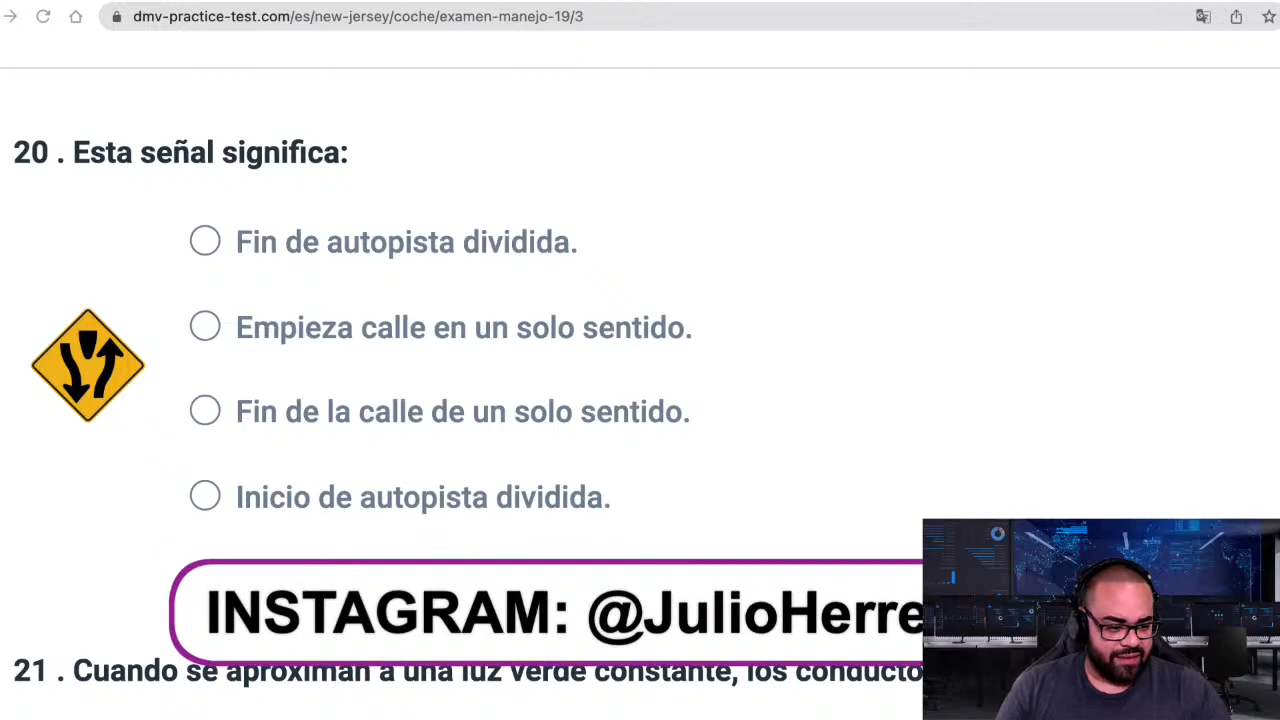 dmv-practice-test.com/es/new-jersey/coche/examen-manejo-19/3
20 . Esta señal significa:
Fin de autopista dividida.
Empieza calle en un solo sentido.
Fin de la calle de un solo sentido.
Inicio de autopista dividida.
INSTAGRAM: @JulioHerre
21 . Cuando se aproximan a una luz verde constante, los conducto